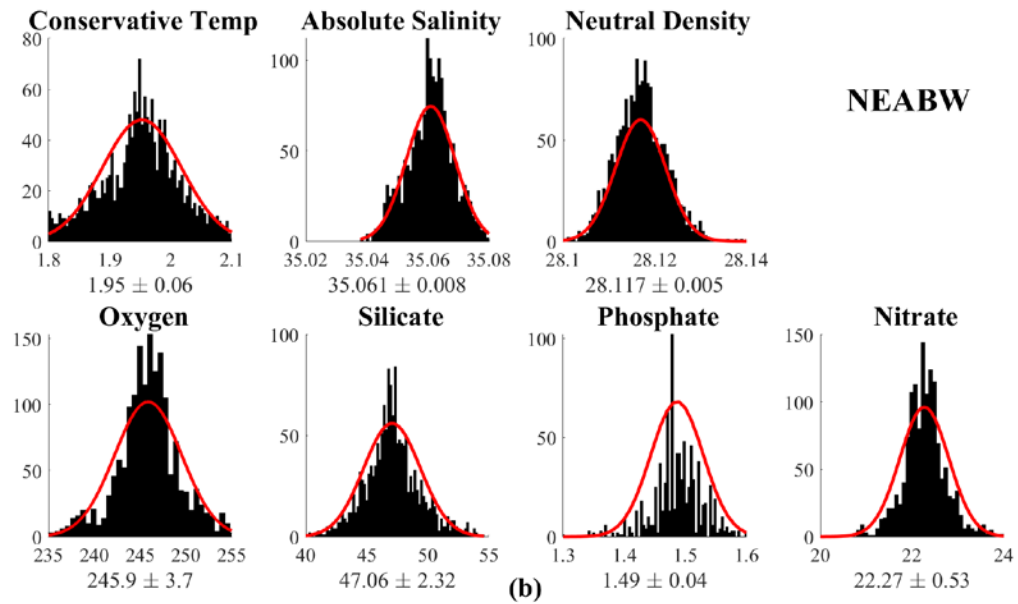 Conservative Temp Absolute Salinity Neutral Density
80
60
40
20
0
1.8 1.9 2 2.1
1.95 ± 0.06
100
50
0
35.02 35.04 35.06 35.08
35.061 ± 0.008
100
50
0
28.1 28.12 28.14
28.117 ± 0.005
NEABW
Oxygen Silicate Phosphate Nitrate
150
100
50
0
235 240 245 250 255
245.9 ± 3.7
100
50
0
40 45 50 55
47.06 ± 2.32
100
50
0
1.3 1.4 1.5 1.6
1.49 ± 0.04
150
100
50
0
20 22 24
22.27 ± 0.53
(b)